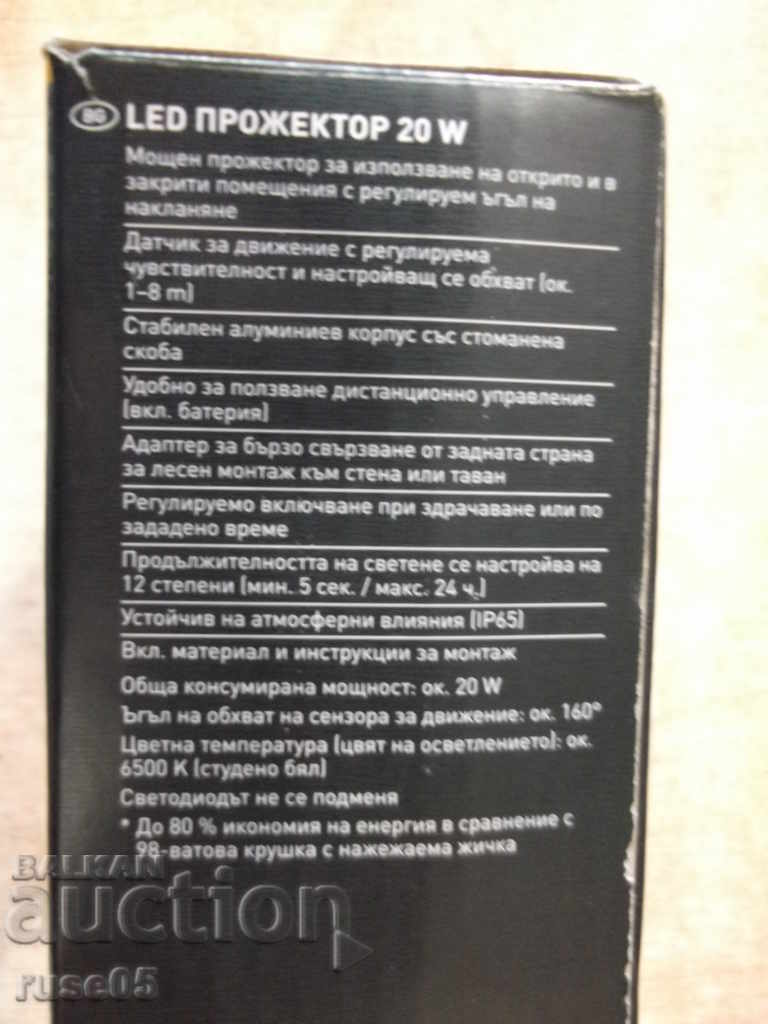 BG LED ПРОЖЕКТОР 20 W
Мощен прожектор за използване на открито и в
закрити помещения с регулируем ъгъл на
накланяне
Датчик за движение с регулируема
чувствителност и настройващ се обхват (ок.
1–8 m)
Стабилен алуминиев корпус със стоманена
скоба
Удобно за ползване дистанционно управление
(вкл. батерия)
Адаптер за бързо свързване от задната страна
за лесен монтаж към стена или таван
Регулируемо включване при здрачаване или по
зададено време
Продължителността на светене се настройва на
12 степени (мин. 5 сек. / макс. 24 ч.)
Устойчив на атмосферни влияния (IP65)
Вкл. материал и инструкции за монтаж
Обща консумирана мощност: ок. 20 W
Ъгъл на обхват на сензора за движение: ок. 160°
Цветна температура (цвят на осветлението): ок.
6500 K (студено бял)
Светодиодът не се подменя
* До 80 % икономия на енергия в сравнение с
98-ватова крушка с нажежаема жичка
BALKAN
auction
ruse05